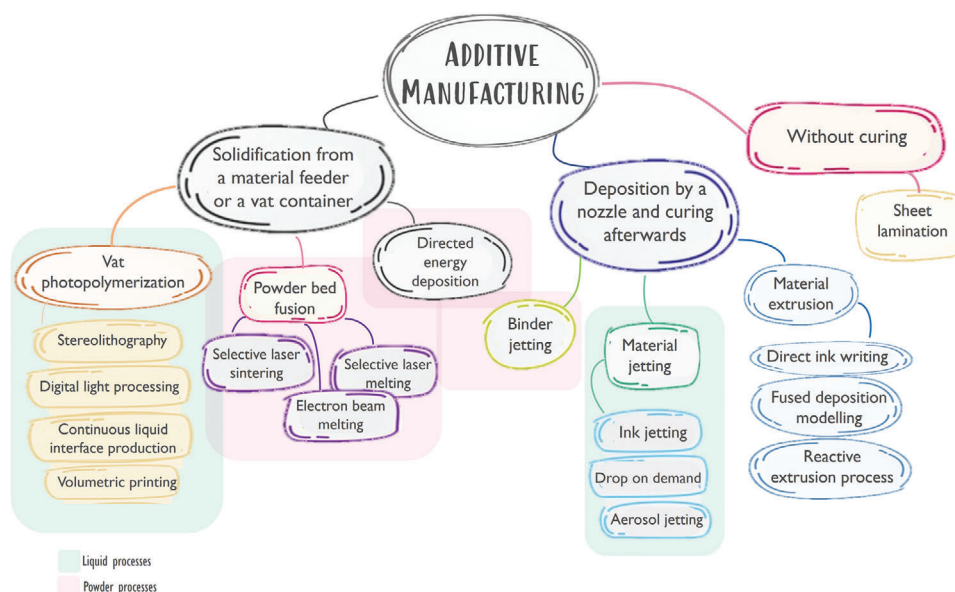 ADDITIVE
MANUFACTURING
Without curing
Solidification from
a material feeder
or a vat container
Deposition by a
nozzle and curing
afterwards
Sheet
lamination
Directed
energy
deposition
Vat
photopolymerization
Powder bed
fusion
Material
extrusion
Binder
jetting
Material
jetting
Stereolithography
Digital light processing
Continuous liquid
interface production
Volumetric printing
Selective laser
sintering
Selective laser
melting
Electron beam
melting
Ink jetting
Drop on demand
Aerosol jetting
Direct ink writing
Fused deposition
modelling
Reactive
extrusion process
Liquid processes
Powder processes